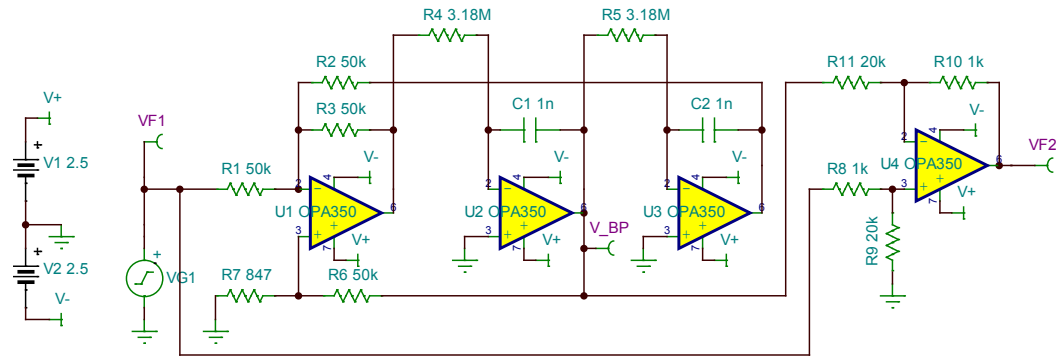 R4 3.18M
R5 3.18M
R2 50k
R11 20k
R10 1k
V+
C1 1n
C2 1n
VF1
R3 50k
+
V1 2.5
V-
V-
V-
V-
2
4
6
U4 OPA350
VF2
R1 50k
R8 1k
3
+
7
V+
2
4
6
U1 OPA350
3
+
7
V+
2
4
6
U2 OPA350
3
+
7
V+
2
4
6
U3 OPA350
3
+
7
V+
V_BP
R9 20k
+
V2 2.5
V-
+
VG1
R7 847
R6 50k